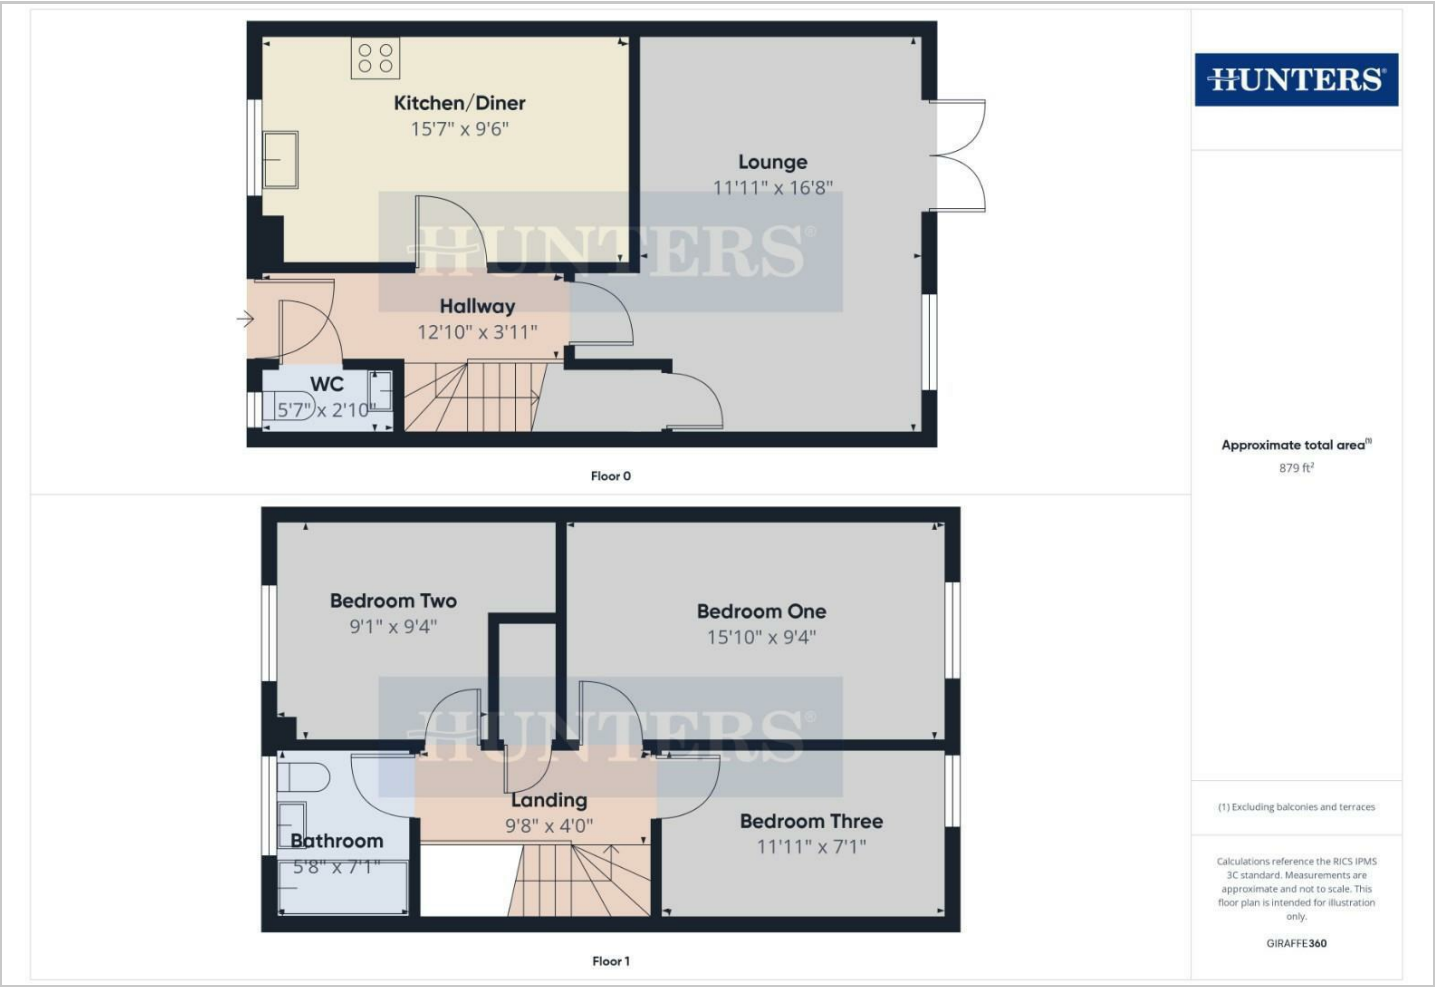 Kitchen/Diner
15'7" x 9'6"
Lounge
11'11" x 16'8"
HUNTERS®
Hallway
12'10" x 3'11"
WC
5'7" x 2'10"
Floor 0
Bedroom Two
9'1" x 9'4"
Bedroom One
15'10" x 9'4"
HUNTERS®
Landing
9'8" x 4'0"
Bathroom
5'8" x 7'1"
Bedroom Three
11'11" x 7'1"
Floor 1
HUNTERS®
Approximate total area(1)
879 ft²
(1) Excluding balconies and terraces
Calculations reference the RICS IPMS
3C standard. Measurements are
approximate and not to scale. This
floor plan is intended for illustration
only.
GIRAFFE360